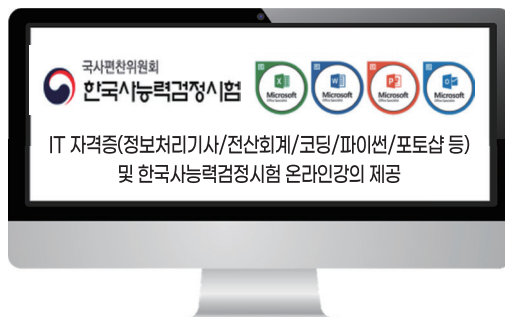 국사편찬위원회
한국사능력검정시험
Microsoft Microsoft Microsoft Microsoft
IT 자격증(정보처리기사/전산회계/코딩/파이썬/포토샵 등)
및 한국사능력검정시험 온라인강의 제공